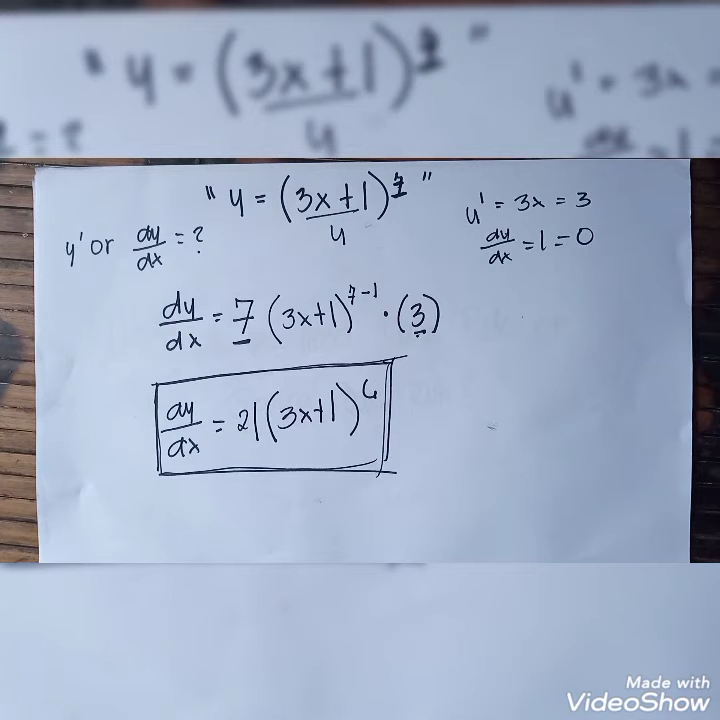 " y = (3x+1)⁷ "
u
u' = 3x = 3
y' or dy/dx = ?
dy/dx = 1 = 0
dy/dx = 7 (3x+1)⁷⁻¹ · (3)
dy/dx = 21(3x+1)⁶
Made with
VideoShow